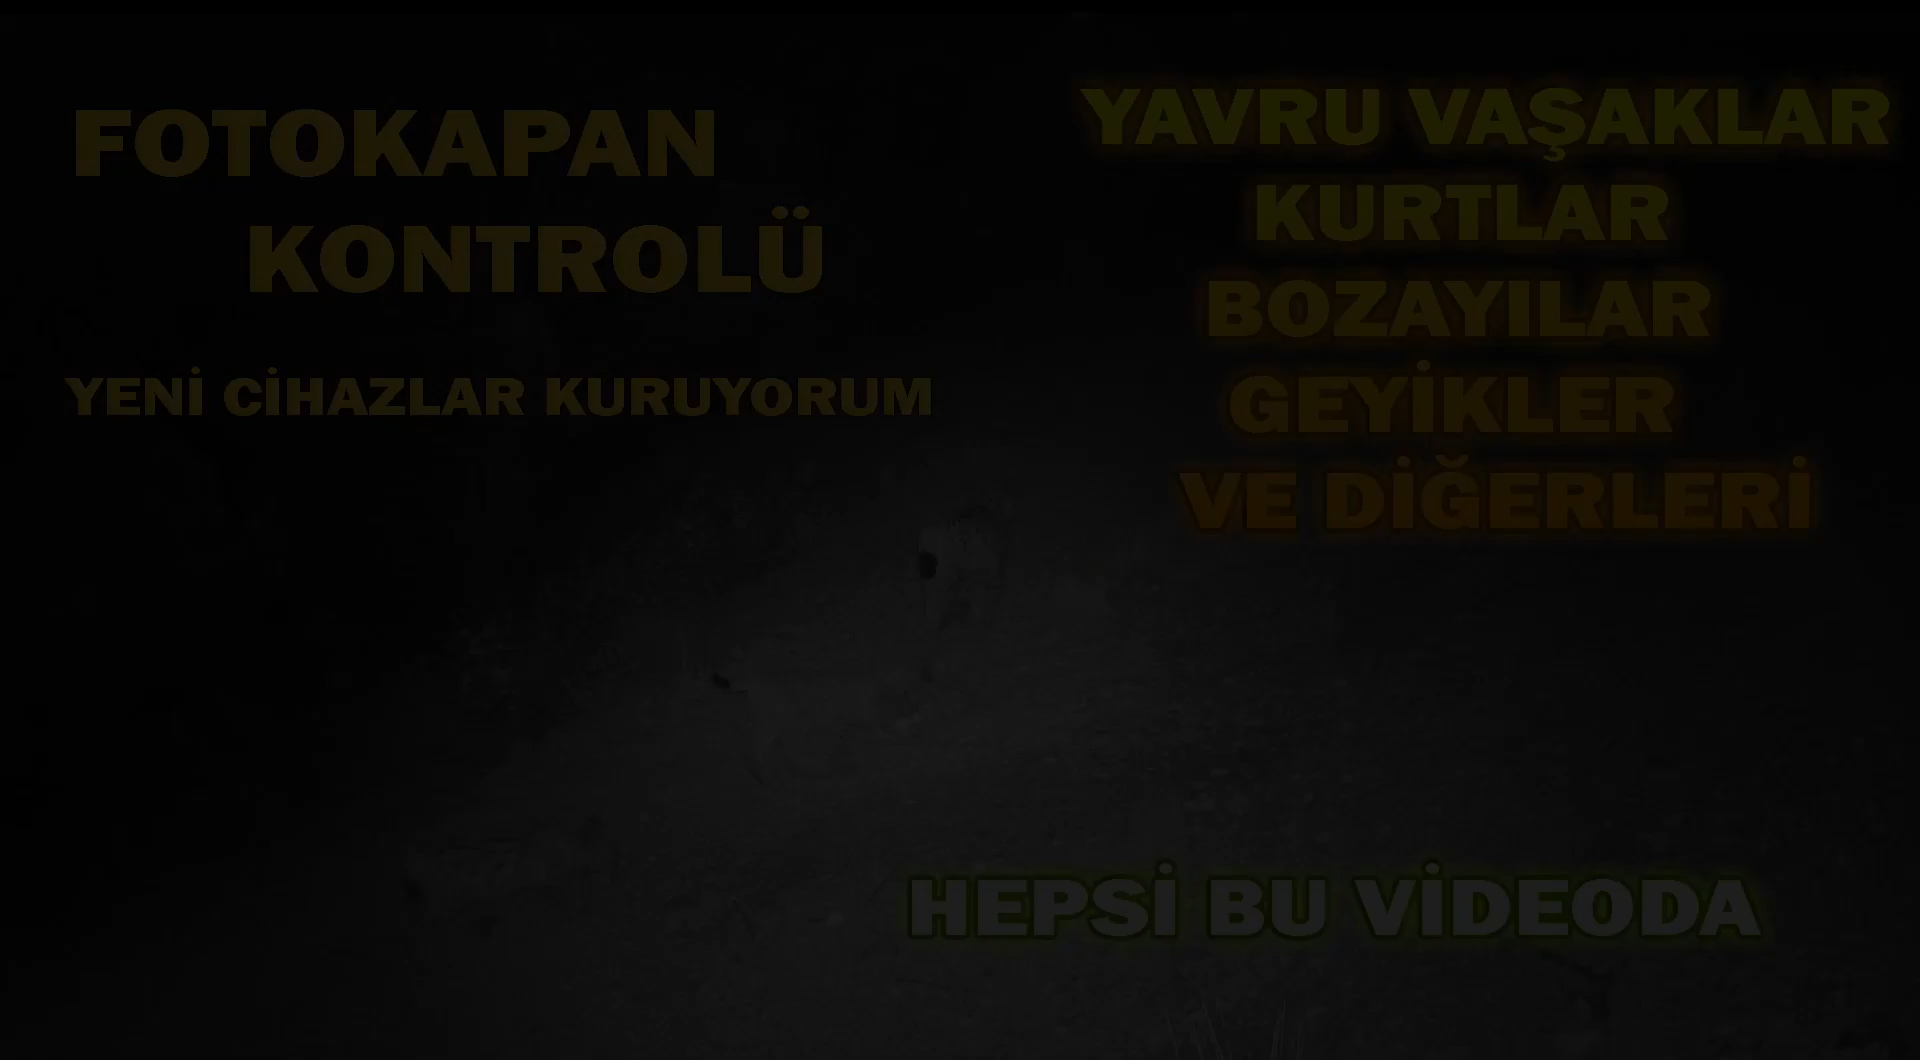 FOTOKAPAN
KONTROLÜ
YENİ CİHAZLAR KURUYORUM
YAVRU VAŞAKLAR
KURTLAR
BOZAYILAR
GEYİKLER
VE DİĞERLERİ
HEPSİ BU VİDEODA